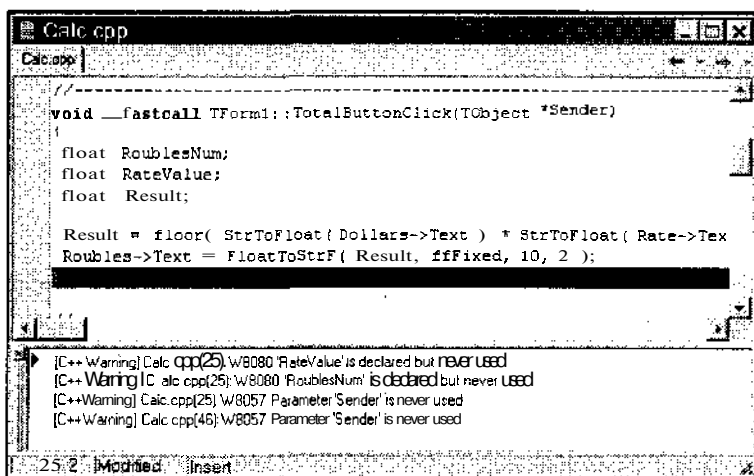 Calc cpp
Calc.cpp
//----------------------------------------------------------------
void __fastcall TForm1::TotalButtonClick(TObject *Sender)
{
float RoublesNum;
float RateValue;
float Result;
Result = floor( StrToFloat( Dollars->Text ) * StrToFloat( Rate->Tex
Roubles->Text = FloatToStrF( Result, ffFixed, 10, 2 );
[C++ Warning] Calc cpp(25). W8080 'RateValue' is declared but never used
[C++ Warning] C alc cpp(25): W8080 'RoublesNum' is declared but never used
[C++Warning] Calc.cpp(25) W8057 Parameter 'Sender' is never used
[C++ Warning] Calc cpp(46): W8057 Parameter 'Sender' is never used
25 2 Modified Insert